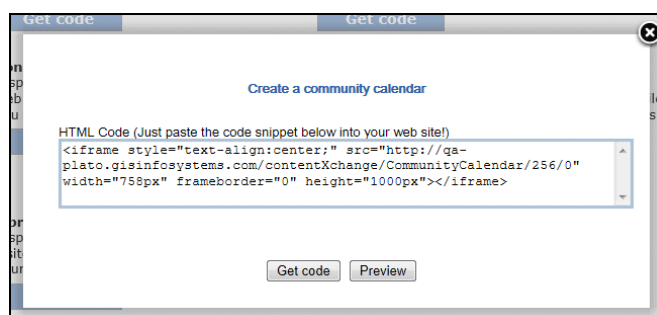 Get code Get code
Create a community calendar
HTML Code (Just paste the code snippet below into your web site!)
<iframe style="text-align:center;" src="http://qa-
plato.gisinfosystems.com/contentXchange/CommunityCalendar/256/0"
width="758px" frameborder="0" height="1000px"></iframe>
Get code Preview